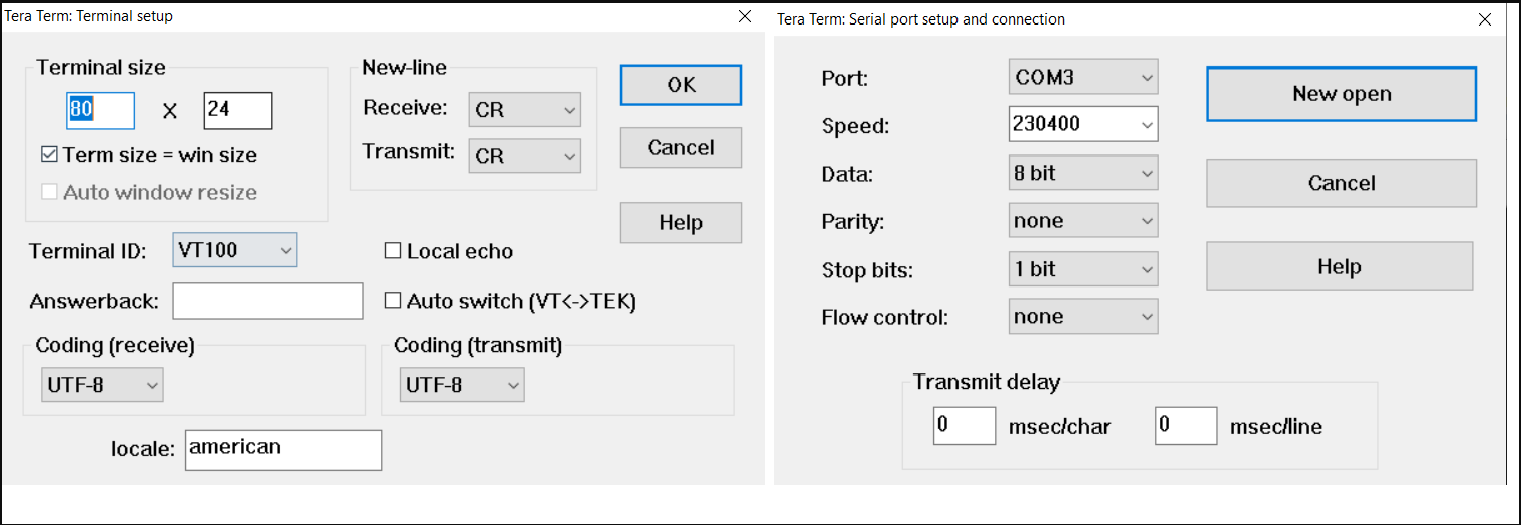 Tera Term: Terminal setup
Terminal size
80 X 24
Term size = win size
Auto window resize
New-line
Receive: CR
Transmit: CR
OK
Cancel
Help
Terminal ID: VT100
Local echo
Answerback:
Auto switch (VT<->TEK)
Coding (receive)
UTF-8
Coding (transmit)
UTF-8
locale: american
Tera Term: Serial port setup and connection
Port: COM3
Speed: 230400
Data: 8 bit
Parity: none
Stop bits: 1 bit
Flow control: none
New open
Cancel
Help
Transmit delay
0 msec/char 0 msec/line